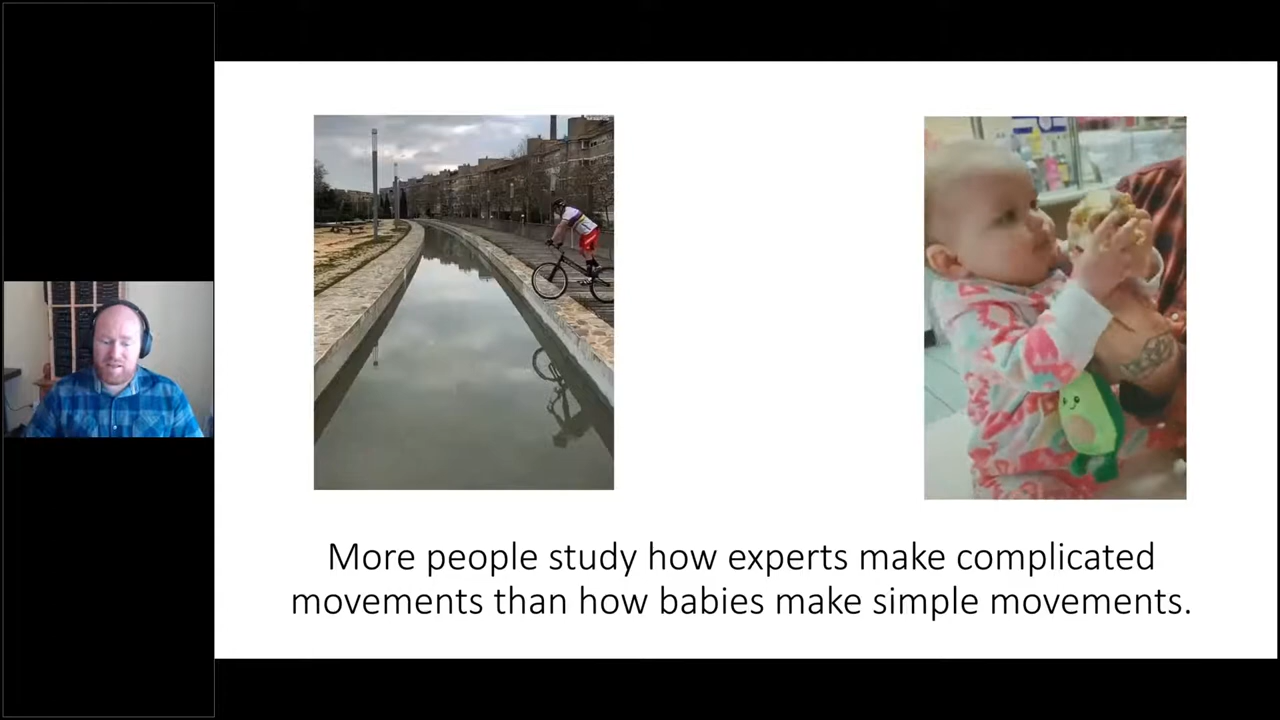 More people study how experts make complicated
movements than how babies make simple movements.